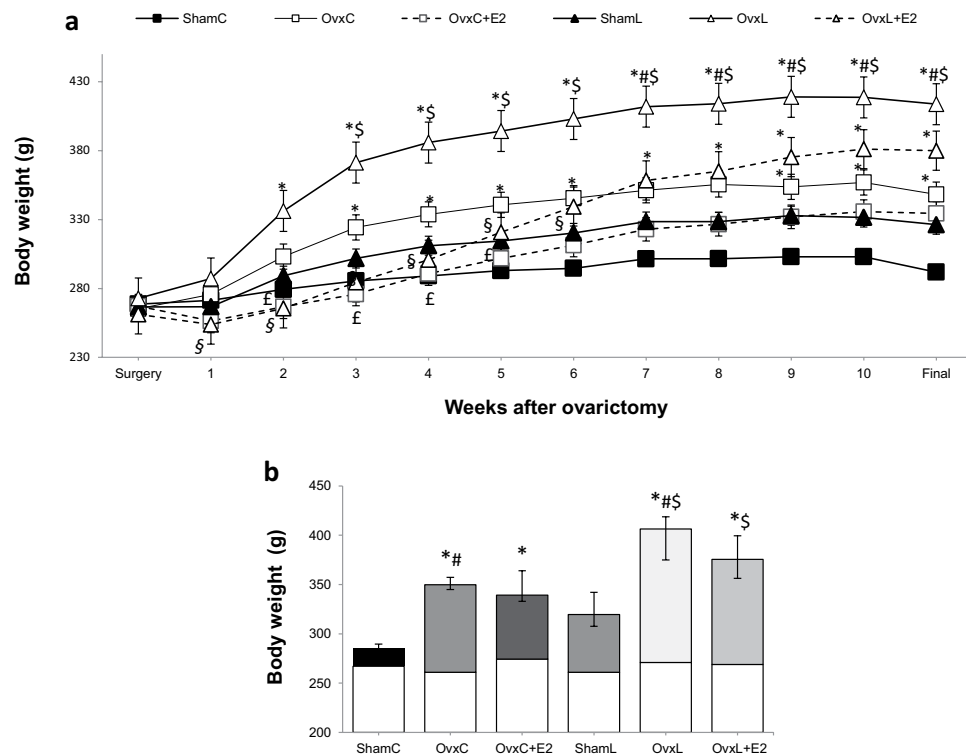 a
ShamC OvxC OvxC+E2 ShamL OvxL OvxL+E2
Body weight (g)
430
380
330
280
230
* *$ *$ *$ *$ *#$ *#$ *#$ *#$ *#$
* * * * * * * *
* * *
§ § § § §
£ £ £ £
Surgery 1 2 3 4 5 6 7 8 9 10 Final
Weeks after ovarictomy
b
Body weight (g)
450
400
350
300
250
200
*# * *#$ *$
ShamC OvxC OvxC+E2 ShamL OvxL OvxL+E2